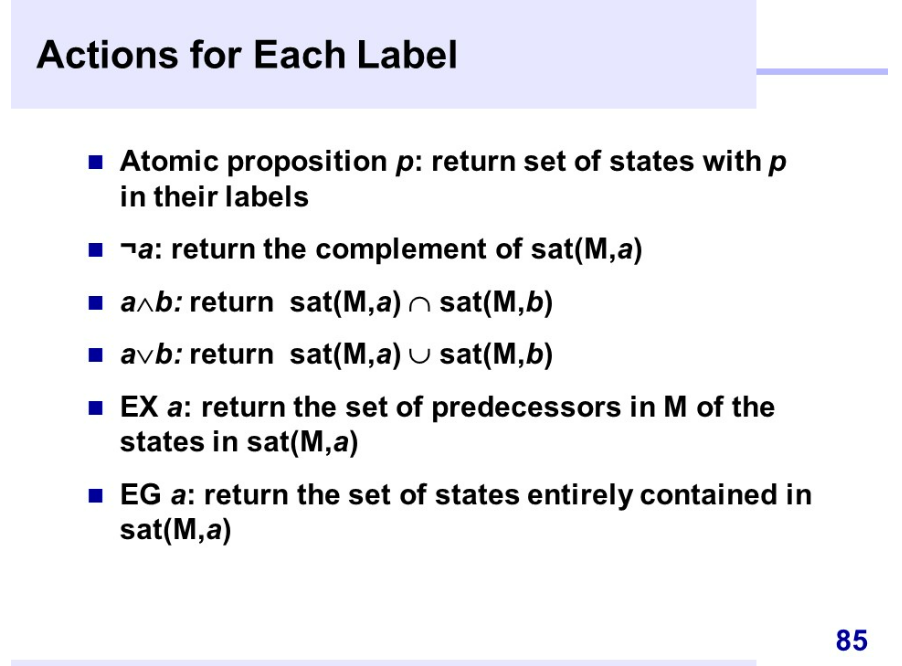 Actions for Each Label
■ Atomic proposition p: return set of states with p
in their labels
■ ¬a: return the complement of sat(M,a)
■ a∧b: return sat(M,a) ∩ sat(M,b)
■ a∨b: return sat(M,a) ∪ sat(M,b)
■ EX a: return the set of predecessors in M of the
states in sat(M,a)
■ EG a: return the set of states entirely contained in
sat(M,a)
85